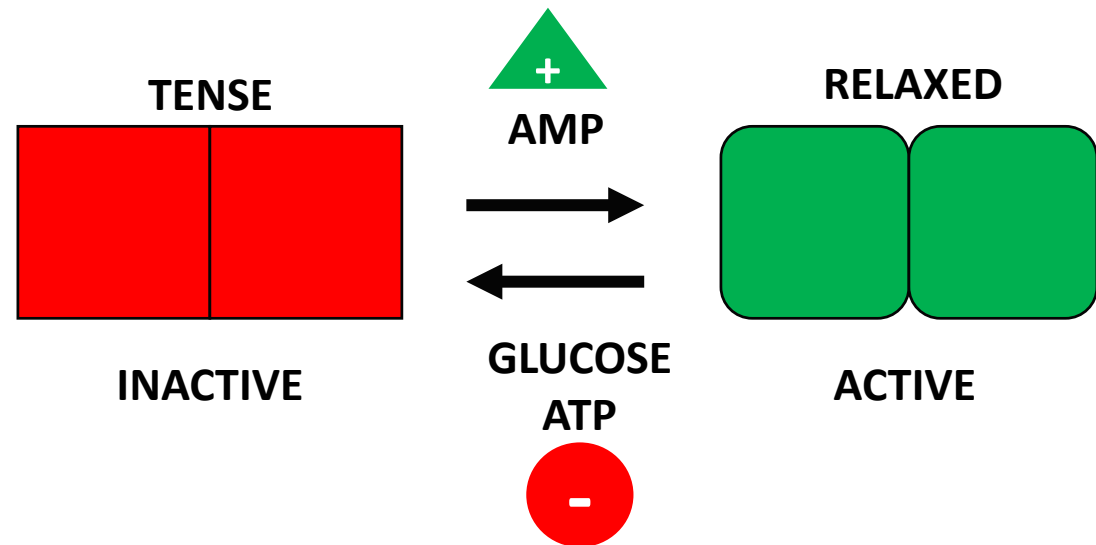 TENSE
+
AMP
RELAXED
GLUCOSE
ATP
-
INACTIVE
ACTIVE